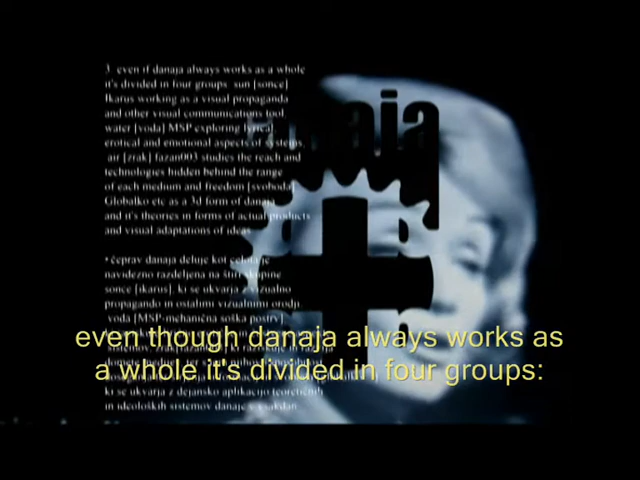 danaja
3 even if danaja always works as a whole
it's divided in four groups sun [sonce]
Ikarus working as a visual propaganda
and other visual communications tool,
water [voda] MSP exploring lyrical,
erotical and emotional aspects of systems,
air [zrak] fazan003 studies the reach and
technologies hidden behind the range
of each medium and freedom [svoboda]
Globalko etc as a 3d form of danaja
and it's theories in forms of actual products
and visual adaptations of ideas
• čeprav danaja deluje kot celota je
navidezno razdeljena na štiri skupine
sonce [ikarus], ki se ukvarja z vizualno
propagando in ostalimi vizualnimi orodji,
voda [MSP-mehanična soška postrv]
even though danaja always works as
a whole it's divided in four groups:
ki se ukvarja z dejansko aplikacijo teoretičnih
in ideoloških sistemov danaje v vsakdan